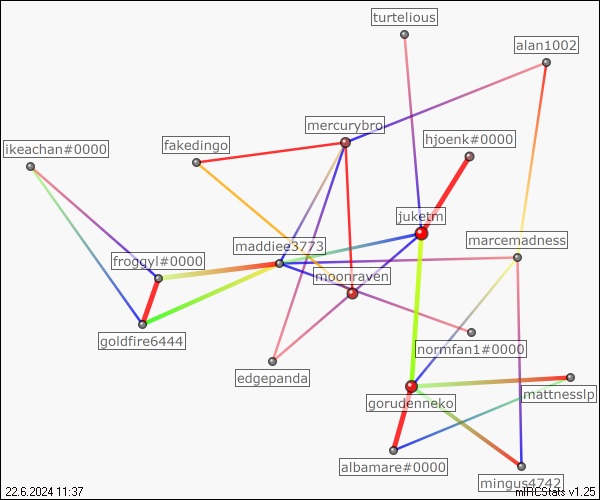 turtelious
alan1002
mercurybro
hjoenk#0000
fakedingo
ikeachan#0000
juketm
marcemadness
maddiee3773
froggyl#0000
moonraven
goldfire6444
normfan1#0000
edgepanda
mattnesslp
gorudenneko
albamare#0000
mingus4742
22.6.2024 11:37
mIRCStats v1.25